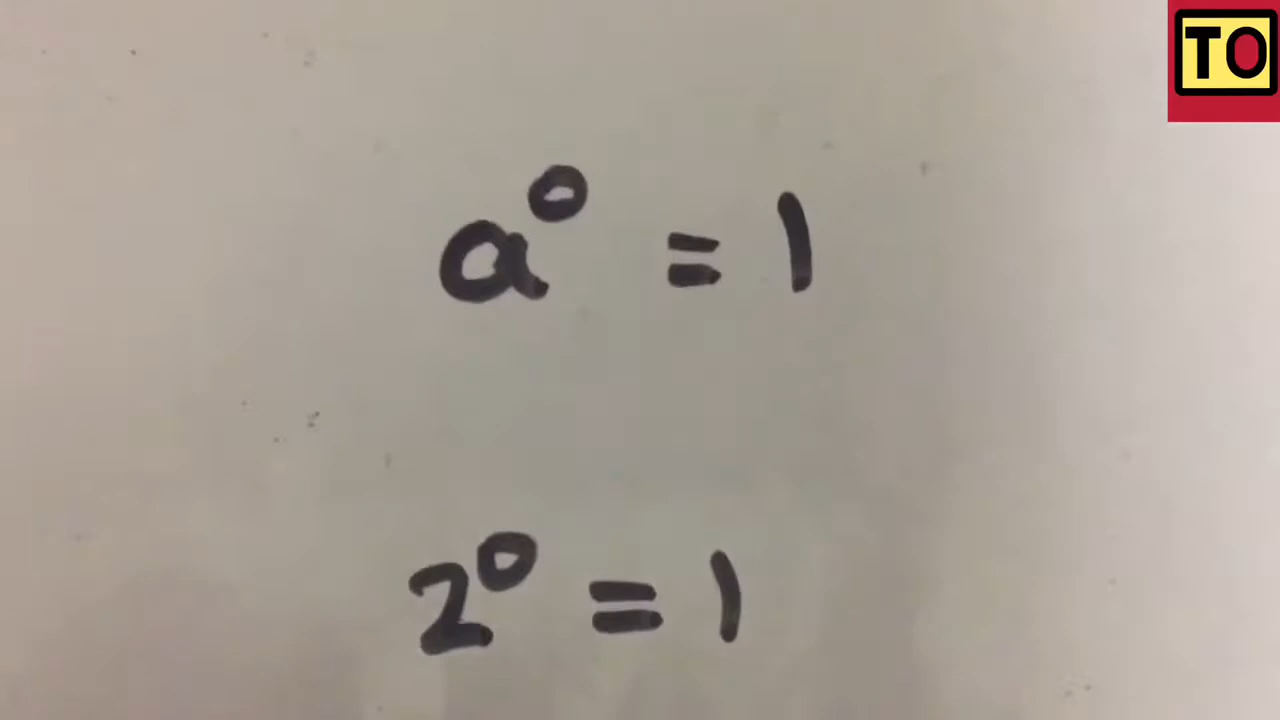 TO
a⁰ = 1
2⁰ = 1